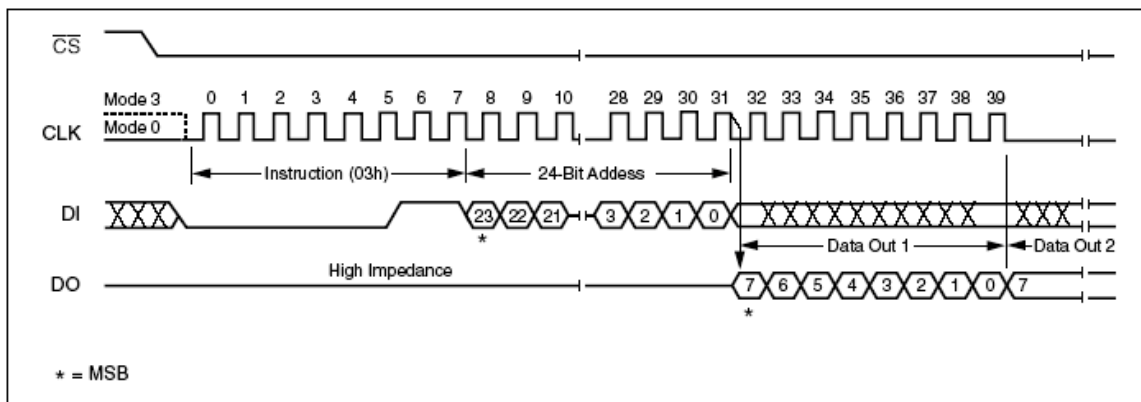 CS
Mode 3 0 1 2 3 4 5 6 7 8 9 10 28 29 30 31 32 33 34 35 36 37 38 39
CLK Mode 0
Instruction (03h) 24-Bit Addess
DI 23 22 21 3 2 1 0
* Data Out 1 Data Out 2
High Impedance
DO 7 6 5 4 3 2 1 0 7
*
* = MSB